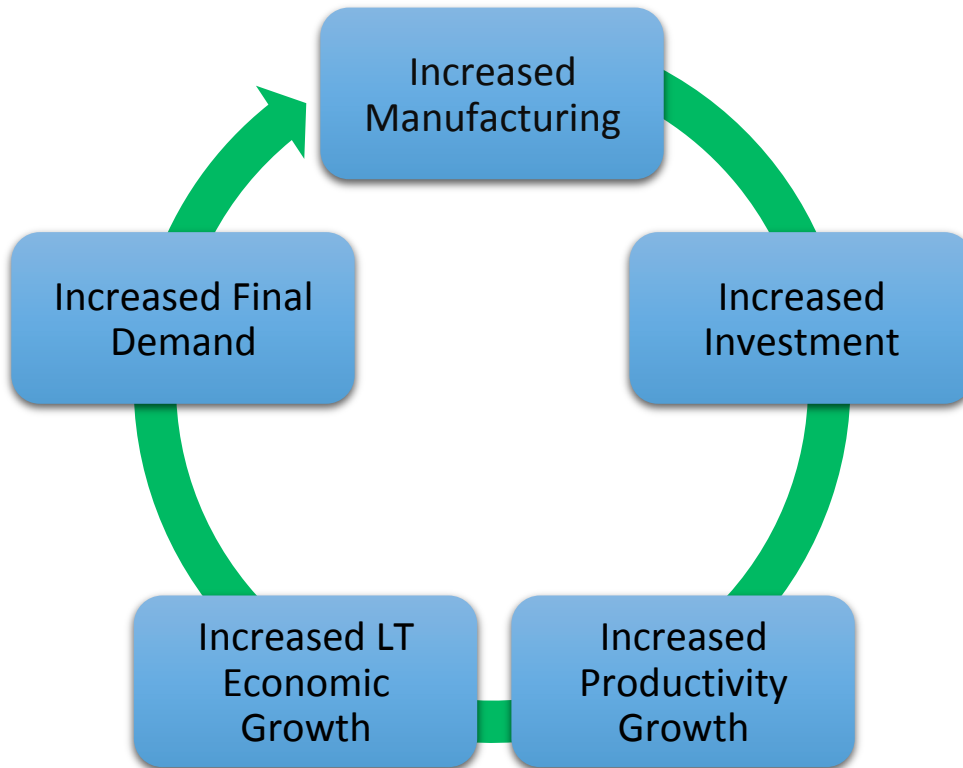 Increased
Manufacturing
Increased
Investment
Increased
Productivity
Growth
Increased LT
Economic
Growth
Increased Final
Demand